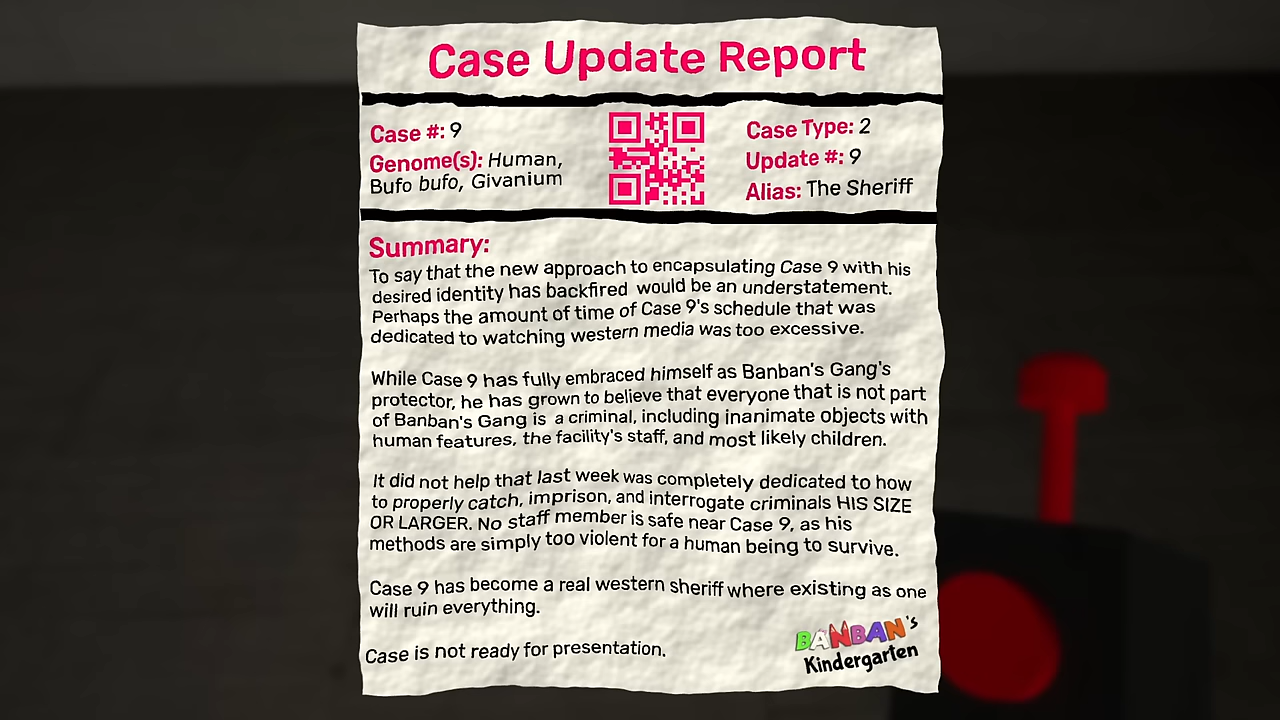 Case Update Report
Case #: 9
Genome(s): Human,
Bufo bufo, Givanium
Case Type: 2
Update #: 9
Alias: The Sheriff
Summary:
To say that the new approach to encapsulating Case 9 with his
desired identity has backfired would be an understatement.
Perhaps the amount of time of Case 9's schedule that was
dedicated to watching western media was too excessive.
While Case 9 has fully embraced himself as Banban's Gang's
protector, he has grown to believe that everyone that is not part
of Banban's Gang is a criminal, including inanimate objects with
human features, the facility's staff, and most likely children.
It did not help that last week was completely dedicated to how
to properly catch, imprison, and interrogate criminals HIS SIZE
OR LARGER. No staff member is safe near Case 9, as his
methods are simply too violent for a human being to survive.
Case 9 has become a real western sheriff where existing as one
will ruin everything.
Case is not ready for presentation.
BANBAN's
Kindergarten